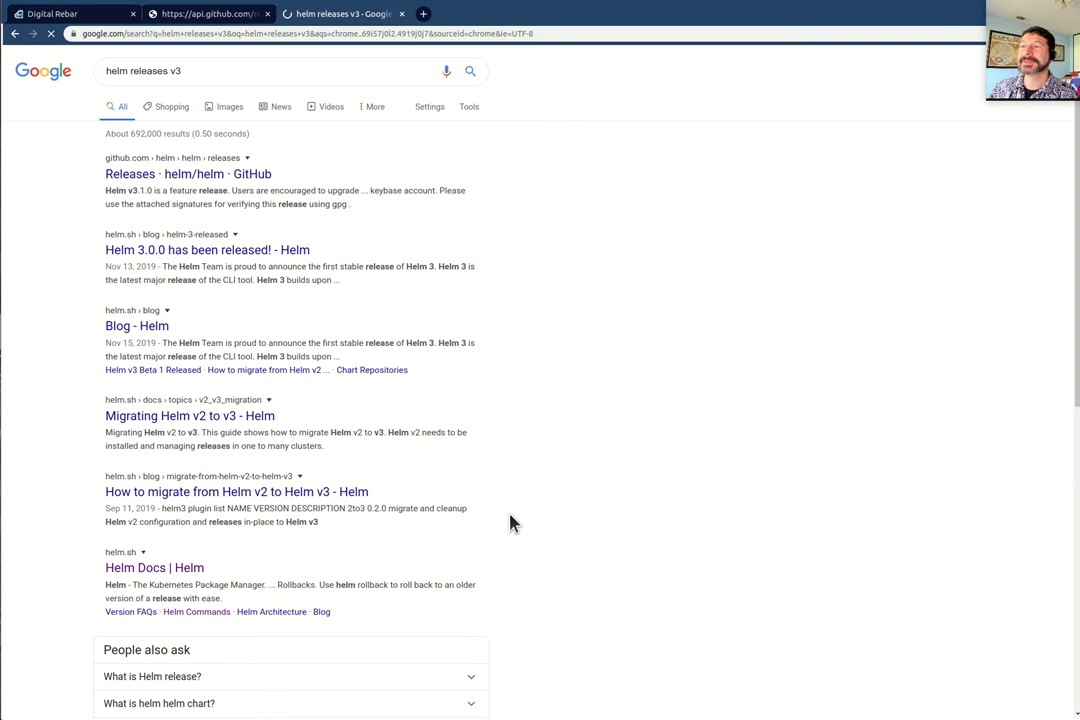 Digital Rebar
https://api.github.com/r
helm releases v3 - Google
google.com/search?q=helm+releases+v3&oq=helm+releases+v3&aqs=chrome..69i57j0l2.4919j0j7&sourceid=chrome&ie=UTF-8
Google
helm releases v3
All
Shopping
Images
News
Videos
More
Settings
Tools
About 692,000 results (0.50 seconds)
github.com › helm › helm › releases
Releases · helm/helm · GitHub
Helm v3.1.0 is a feature release. Users are encouraged to upgrade ... keybase account. Please
use the attached signatures for verifying this release using gpg .
helm.sh › blog › helm-3-released
Helm 3.0.0 has been released! - Helm
Nov 13, 2019 - The Helm Team is proud to announce the first stable release of Helm 3. Helm 3 is
the latest major release of the CLI tool. Helm 3 builds upon ...
helm.sh › blog
Blog - Helm
Nov 15, 2019 - The Helm Team is proud to announce the first stable release of Helm 3. Helm 3 is
the latest major release of the CLI tool. Helm 3 builds upon ...
Helm v3 Beta 1 Released · How to migrate from Helm v2 ... · Chart Repositories
helm.sh › docs › topics › v2_v3_migration
Migrating Helm v2 to v3 - Helm
Migrating Helm v2 to v3. This guide shows how to migrate Helm v2 to v3. Helm v2 needs to be
installed and managing releases in one to many clusters.
helm.sh › blog › migrate-from-helm-v2-to-helm-v3
How to migrate from Helm v2 to Helm v3 - Helm
Sep 11, 2019 - helm3 plugin list NAME VERSION DESCRIPTION 2to3 0.2.0 migrate and cleanup
Helm v2 configuration and releases in-place to Helm v3
helm.sh
Helm Docs | Helm
Helm - The Kubernetes Package Manager. ... Rollbacks. Use helm rollback to roll back to an older
version of a release with ease.
Version FAQs · Helm Commands · Helm Architecture · Blog
People also ask
What is Helm release?
What is helm helm chart?